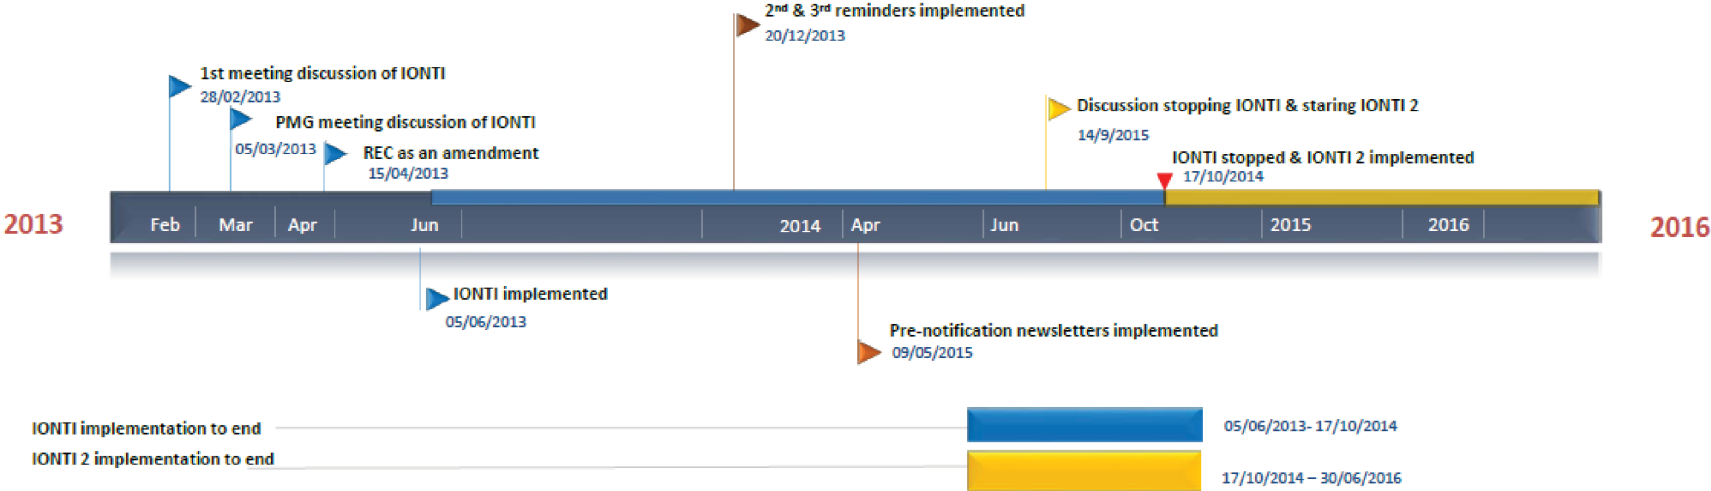 2nd & 3rd reminders implemented
20/12/2013
1st meeting discussion of IONTI
28/02/2013
PMG meeting discussion of IONTI
05/03/2013
REC as an amendment
15/04/2013
Discussion stopping IONTI & staring IONTI 2
14/9/2015
IONTI stopped & IONTI 2 implemented
17/10/2014
2013 Feb Mar Apr Jun 2014 Apr Jun Oct 2015 2016 2016
IONTI implemented
05/06/2013
Pre-notification newsletters implemented
09/05/2015
IONTI implementation to end 05/06/2013- 17/10/2014
IONTI 2 implementation to end 17/10/2014 – 30/06/2016